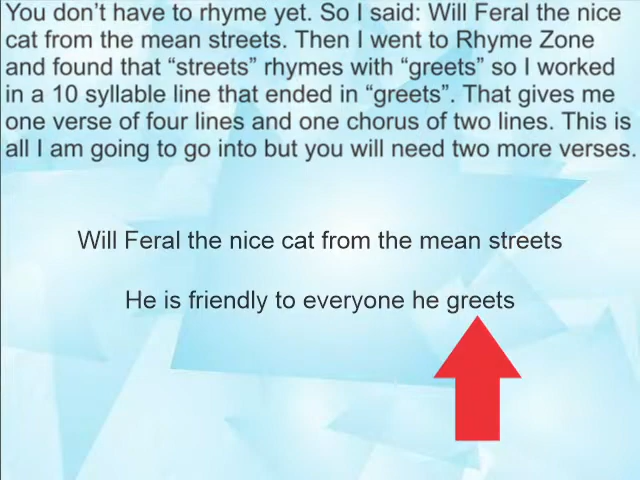 You don’t have to rhyme yet. So I said: Will Feral the nice
cat from the mean streets. Then I went to Rhyme Zone
and found that “streets” rhymes with “greets” so I worked
in a 10 syllable line that ended in “greets”. That gives me
one verse of four lines and one chorus of two lines. This is
all I am going to go into but you will need two more verses.
Will Feral the nice cat from the mean streets
He is friendly to everyone he greets